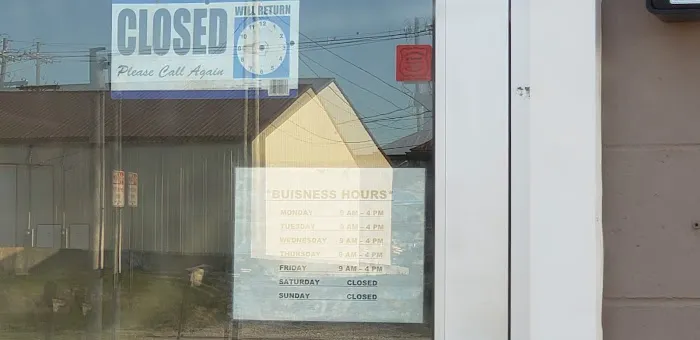 CLOSED
WILL RETURN
Please Call Again
"BUISNESS HOURS"
MONDAY 9 AM - 4 PM
TUESDAY 9 AM - 4 PM
WEDNESDAY 9 AM - 4 PM
THURSDAY 9 AM - 4 PM
FRIDAY 9 AM - 4 PM
SATURDAY CLOSED
SUNDAY CLOSED